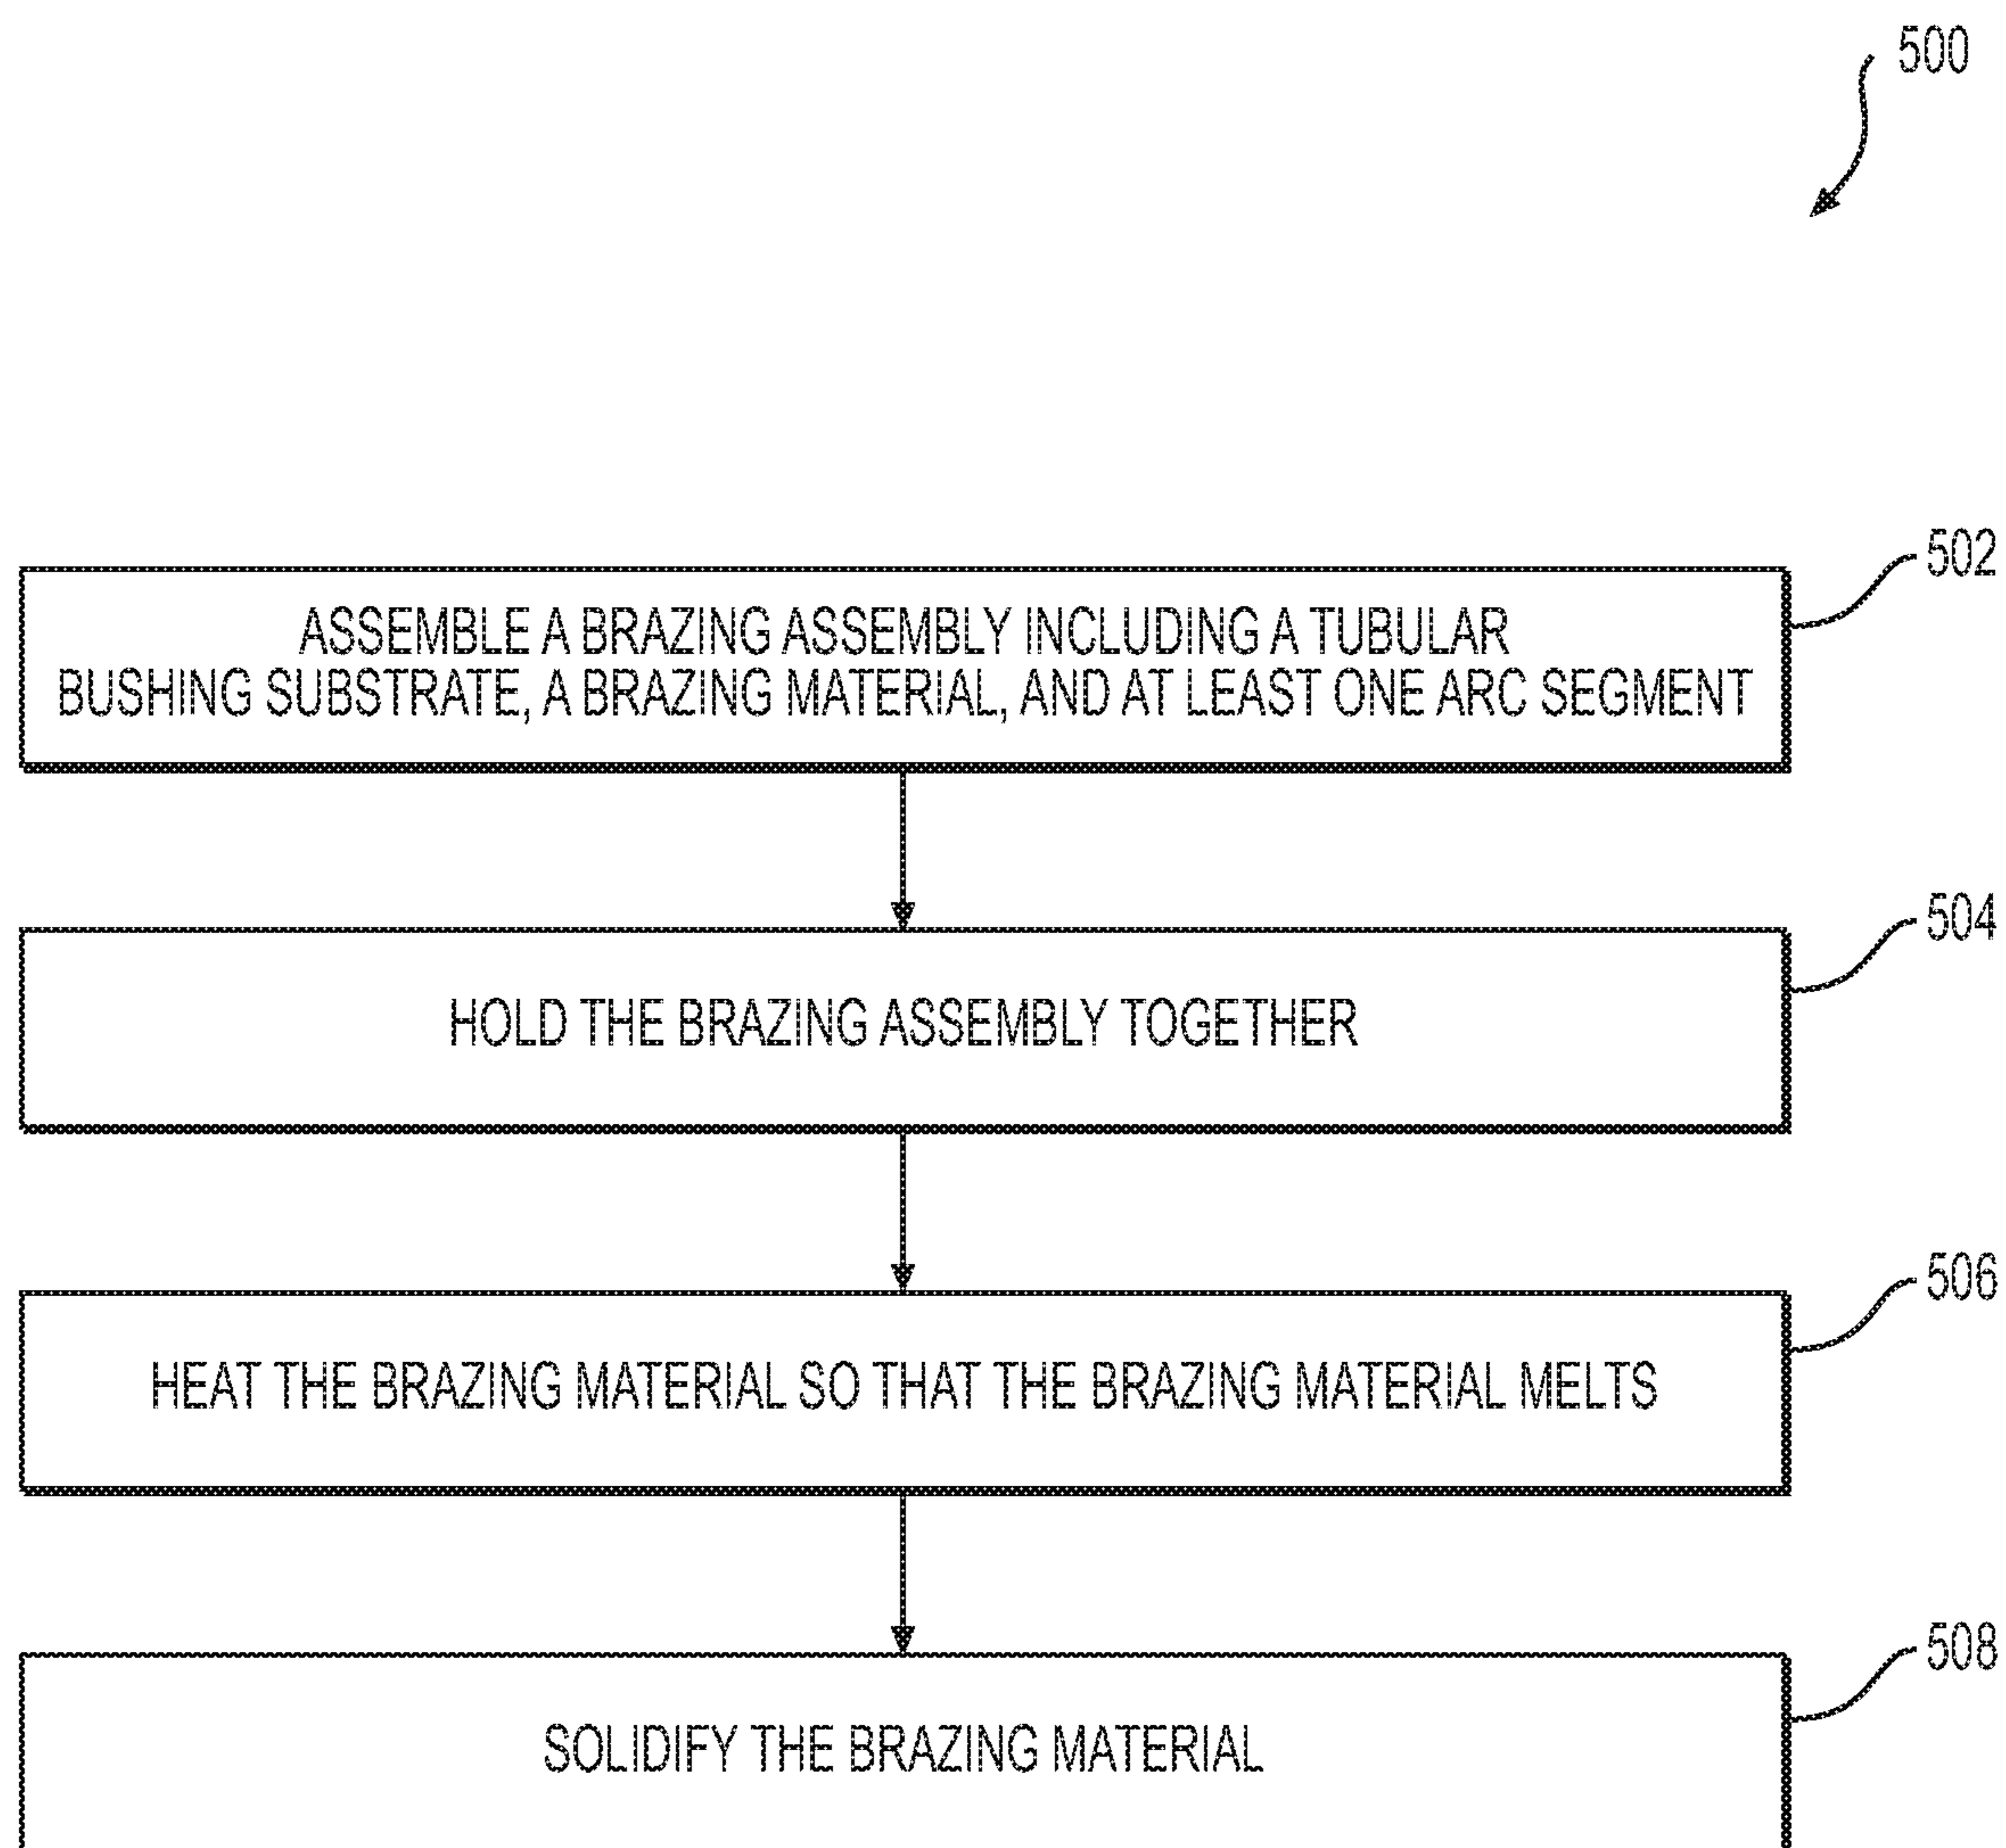 500
502
ASSEMBLE A BRAZING ASSEMBLY INCLUDING A TUBULAR
BUSHING SUBSTRATE, A BRAZING MATERIAL, AND AT LEAST ONE ARC SEGMENT
504
HOLD THE BRAZING ASSEMBLY TOGETHER
506
HEAT THE BRAZING MATERIAL SO THAT THE BRAZING MATERIAL MELTS
508
SOLIDIFY THE BRAZING MATERIAL